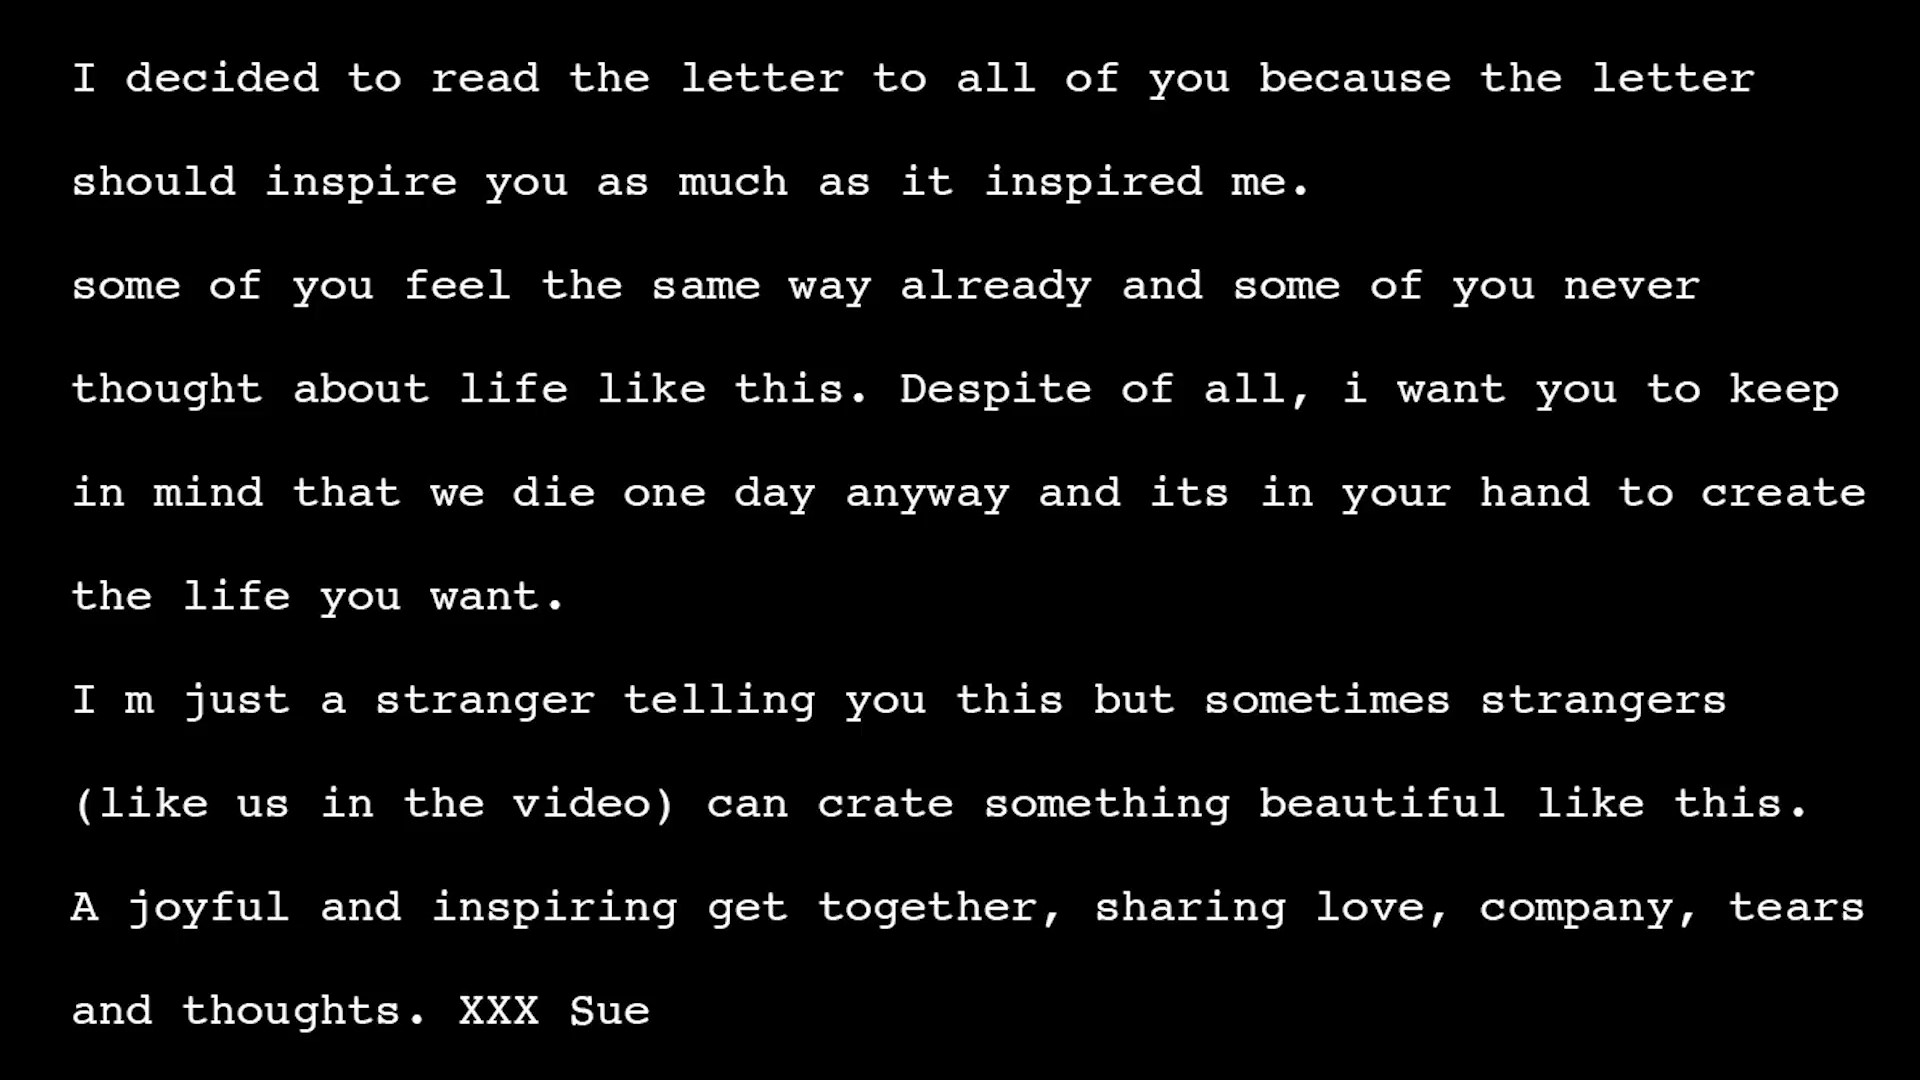 I decided to read the letter to all of you because the letter
should inspire you as much as it inspired me.
some of you feel the same way already and some of you never
thought about life like this. Despite of all, i want you to keep
in mind that we die one day anyway and its in your hand to create
the life you want.
I m just a stranger telling you this but sometimes strangers
(like us in the video) can crate something beautiful like this.
A joyful and inspiring get together, sharing love, company, tears
and thoughts. XXX Sue